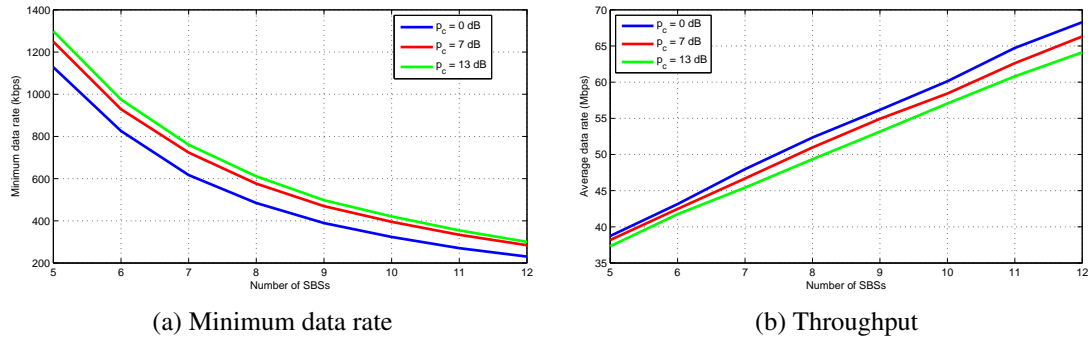 1400
1200
1000
800
600
400
200
5
6
7
8
9
10
11
12
Minimum data rate (kbps)
Number of SBSs
p_c = 0 dB
p_c = 7 dB
p_c = 13 dB
(a) Minimum data rate
70
65
60
55
50
45
40
35
5
6
7
8
9
10
11
12
Average data rate (Mbps)
Number of SBSs
p_c = 0 dB
p_c = 7 dB
p_c = 13 dB
(b) Throughput